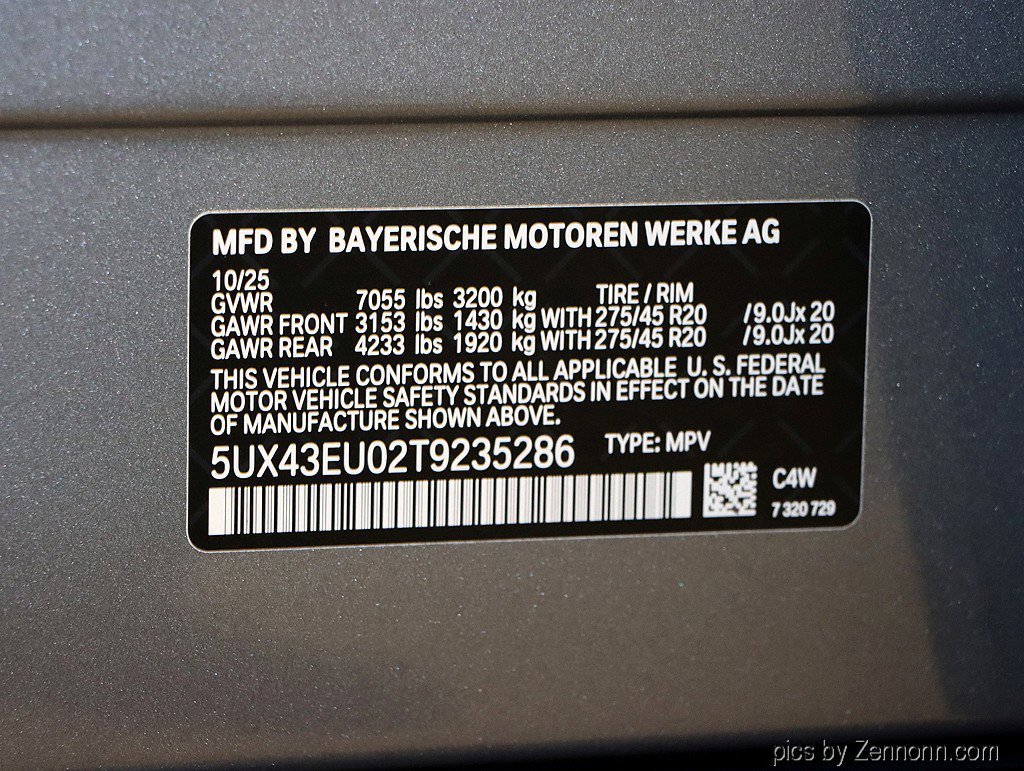 MFD BY BAYERISCHE MOTOREN WERKE AG
10/25
GVWR 7055 lbs 3200 kg TIRE / RIM
GAWR FRONT 3153 lbs 1430 kg WITH 275/45 R20 /9.0Jx 20
GAWR REAR 4233 lbs 1920 kg WITH 275/45 R20 /9.0Jx 20
THIS VEHICLE CONFORMS TO ALL APPLICABLE U. S. FEDERAL
MOTOR VEHICLE SAFETY STANDARDS IN EFFECT ON THE DATE
OF MANUFACTURE SHOWN ABOVE.
5UX43EU02T9235286 TYPE: MPV
C4W
7 320 729
pics by Zennonn.com